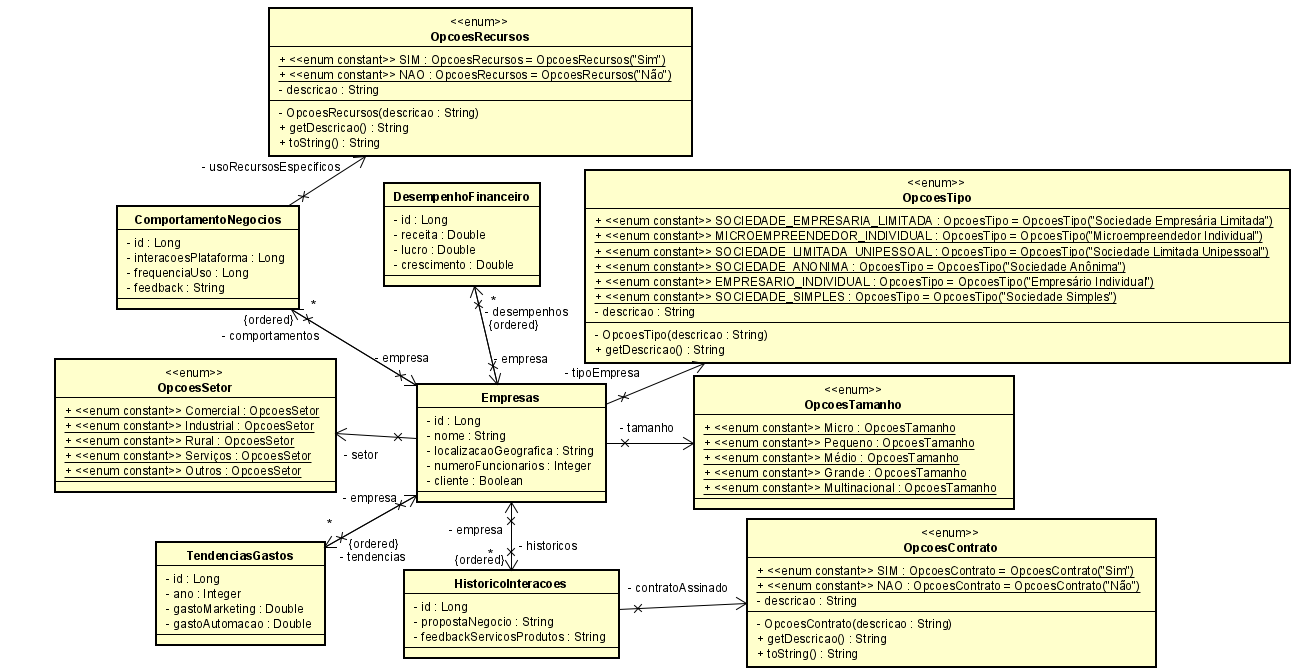 <<enum>>
OpcoesRecursos
+ <<enum constant>> SIM : OpcoesRecursos = OpcoesRecursos("Sim")
+ <<enum constant>> NAO : OpcoesRecursos = OpcoesRecursos("Não")
- descricao : String
- OpcoesRecursos(descricao : String)
+ getDescricao() : String
+ toString() : String
- usoRecursosEspecificos
ComportamentoNegocios
- id : Long
- interacoesPlataforma : Long
- frequenciaUso : Long
- feedback : String
*
{ordered}
- comportamentos
- empresa
DesempenhoFinanceiro
- id : Long
- receita : Double
- lucro : Double
- crescimento : Double
*
- desempenhos
{ordered}
- empresa
<<enum>>
OpcoesTipo
+ <<enum constant>> SOCIEDADE_EMPRESARIA_LIMITADA : OpcoesTipo = OpcoesTipo("Sociedade Empresária Limitada")
+ <<enum constant>> MICROEMPREENDEDOR_INDIVIDUAL : OpcoesTipo = OpcoesTipo("Microempreendedor Individual")
+ <<enum constant>> SOCIEDADE_LIMITADA_UNIPESSOAL : OpcoesTipo = OpcoesTipo("Sociedade Limitada Unipessoal")
+ <<enum constant>> SOCIEDADE_ANONIMA : OpcoesTipo = OpcoesTipo("Sociedade Anônima")
+ <<enum constant>> EMPRESARIO_INDIVIDUAL : OpcoesTipo = OpcoesTipo("Empresário Individual")
+ <<enum constant>> SOCIEDADE_SIMPLES : OpcoesTipo = OpcoesTipo("Sociedade Simples")
- descricao : String
- OpcoesTipo(descricao : String)
+ getDescricao() : String
- tipoEmpresa
<<enum>>
OpcoesSetor
+ <<enum constant>> Comercial : OpcoesSetor
+ <<enum constant>> Industrial : OpcoesSetor
+ <<enum constant>> Rural : OpcoesSetor
+ <<enum constant>> Serviços : OpcoesSetor
+ <<enum constant>> Outros : OpcoesSetor
- setor
Empresas
- id : Long
- nome : String
- localizacaoGeografica : String
- numeroFuncionarios : Integer
- cliente : Boolean
- tamanho
<<enum>>
OpcoesTamanho
+ <<enum constant>> Micro : OpcoesTamanho
+ <<enum constant>> Pequeno : OpcoesTamanho
+ <<enum constant>> Médio : OpcoesTamanho
+ <<enum constant>> Grande : OpcoesTamanho
+ <<enum constant>> Multinacional : OpcoesTamanho
- empresa
*
{ordered}
- tendencias
TendenciasGastos
- id : Long
- ano : Integer
- gastoMarketing : Double
- gastoAutomacao : Double
- empresa
- historicos
*
{ordered}
HistoricoInteracoes
- id : Long
- propostaNegocio : String
- feedbackServicosProdutos : String
- contratoAssinado
<<enum>>
OpcoesContrato
+ <<enum constant>> SIM : OpcoesContrato = OpcoesContrato("Sim")
+ <<enum constant>> NAO : OpcoesContrato = OpcoesContrato("Não")
- descricao : String
- OpcoesContrato(descricao : String)
+ getDescricao() : String
+ toString() : String